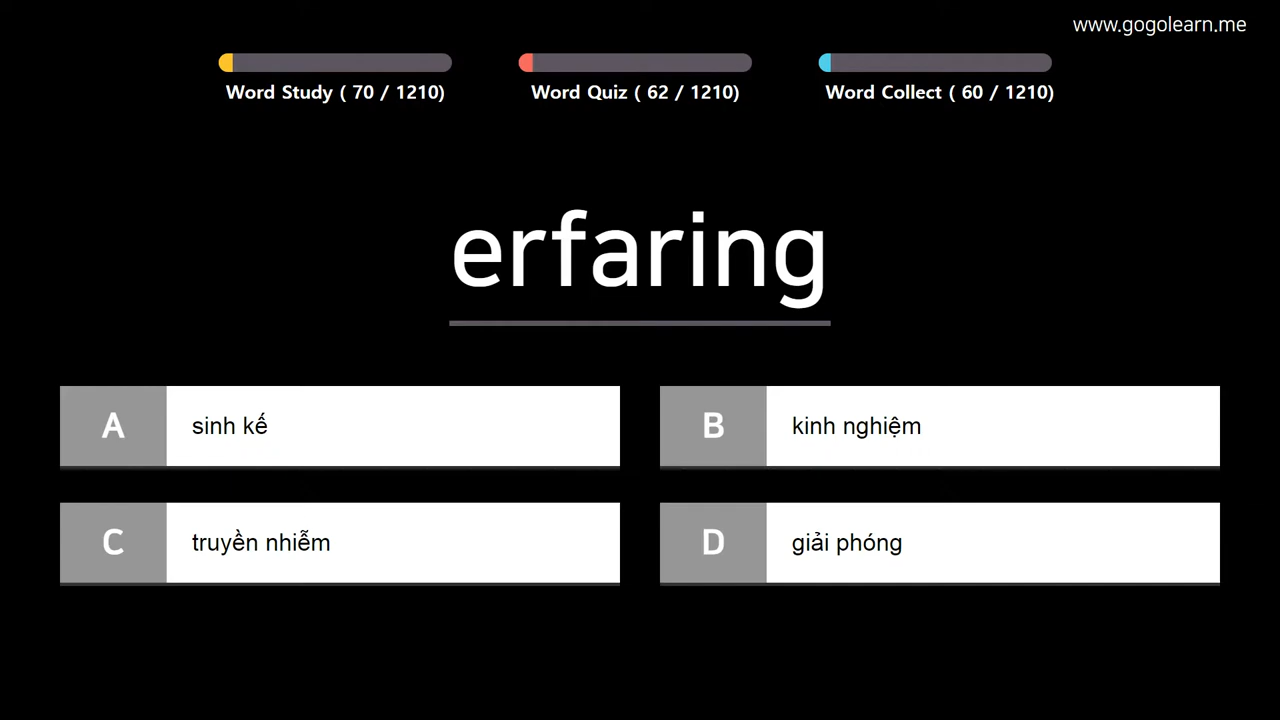 www.gogolearn.me
Word Study ( 70 / 1210)
Word Quiz ( 62 / 1210)
Word Collect ( 60 / 1210)
erfaring
A
sinh kế
B
kinh nghiệm
C
truyền nhiễm
D
giải phóng